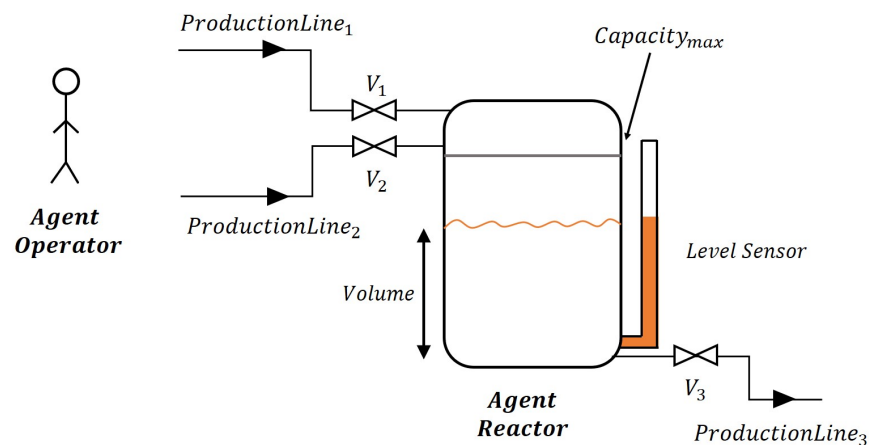 ProductionLine₁
Capacityₘₐₓ
V₁
V₂
Agent
Operator
ProductionLine₂
Level Sensor
Volume
V₃
Agent
Reactor
ProductionLine₃